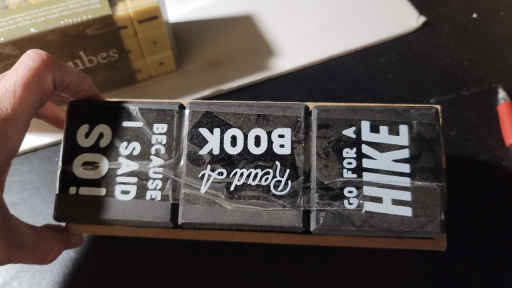 ubes
BECAUSE
I SAID
SO!
Read A
BOOK
GO FOR A
HIKE